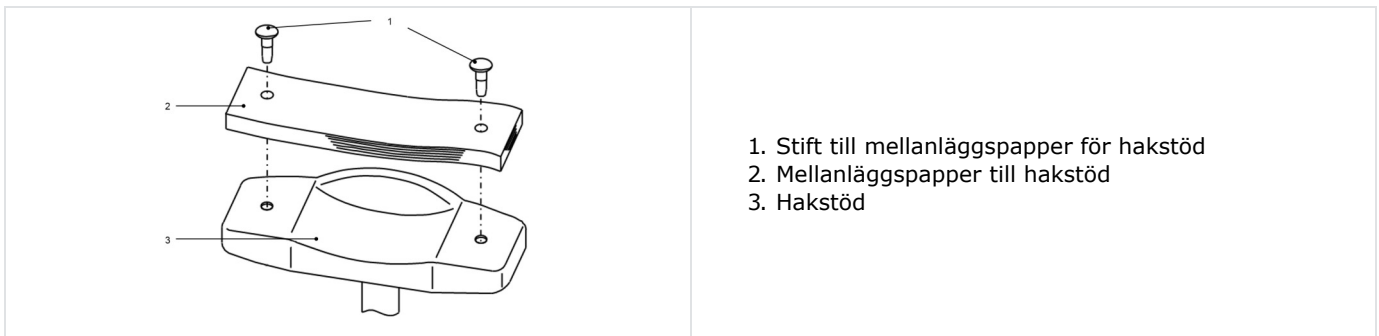 1
2
3
1. Stift till mellanläggspapper för hakstöd
2. Mellanläggspapper till hakstöd
3. Hakstöd